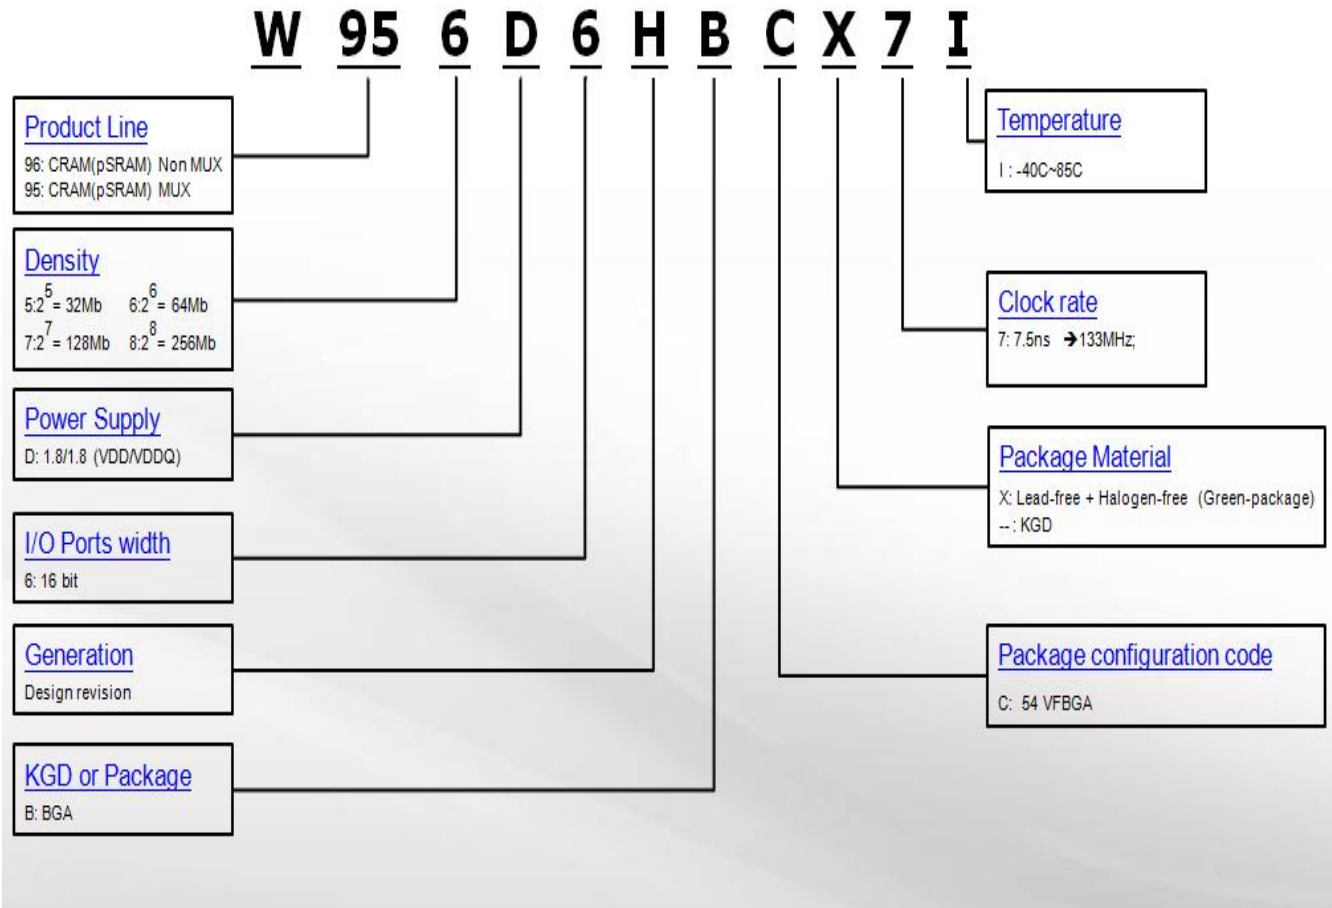 W 95 6 D 6 H B C X 7 I
Product Line
96: CRAM(pSRAM) Non MUX
95: CRAM(pSRAM) MUX
Density
5:2^5= 32Mb 6:2^6= 64Mb
7:2^7= 128Mb 8:2^8= 256Mb
Power Supply
D: 1.8/1.8 (VDD/VDDQ)
I/O Ports width
6: 16 bit
Generation
Design revision
KGD or Package
B: BGA
Temperature
I : -40C~85C
Clock rate
7: 7.5ns ➔133MHz;
Package Material
X: Lead-free + Halogen-free (Green-package)
-- : KGD
Package configuration code
C: 54 VFBGA